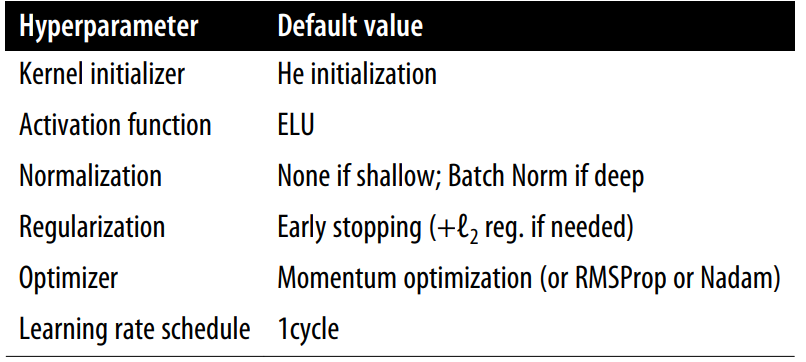 Hyperparameter Default value
Kernel initializer He initialization
Activation function ELU
Normalization None if shallow; Batch Norm if deep
Regularization Early stopping (+ℓ₂ reg. if needed)
Optimizer Momentum optimization (or RMSProp or Nadam)
Learning rate schedule 1cycle